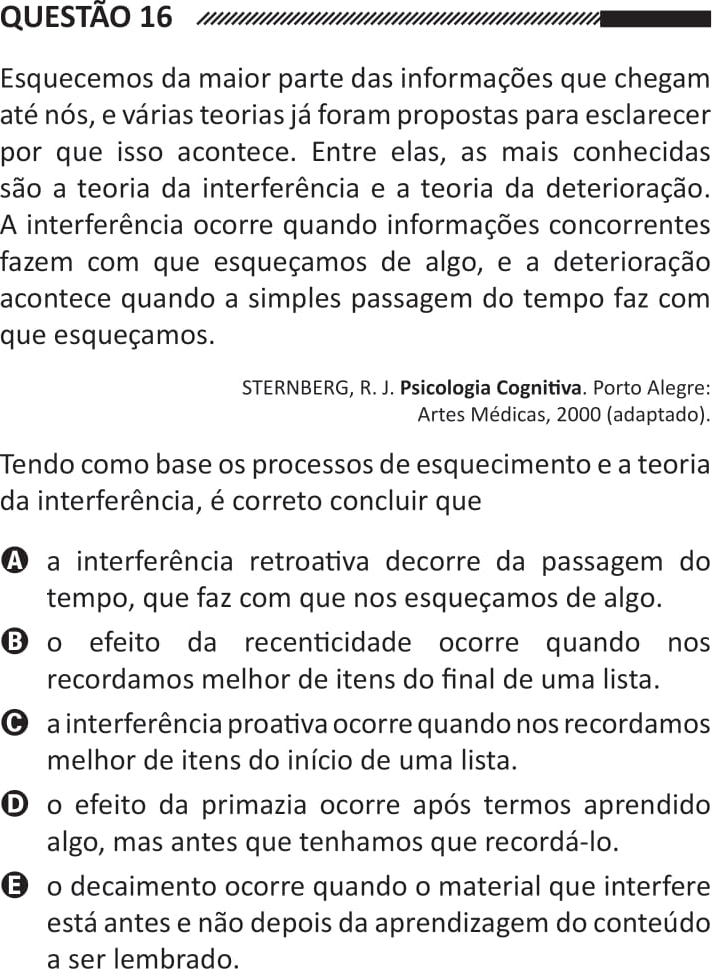 QUESTÃO 16
Esquecemos da maior parte das informações que chegam
até nós, e várias teorias já foram propostas para esclarecer
por que isso acontece. Entre elas, as mais conhecidas
são a teoria da interferência e a teoria da deterioração.
A interferência ocorre quando informações concorrentes
fazem com que esqueçamos de algo, e a deterioração
acontece quando a simples passagem do tempo faz com
que esqueçamos.
STERNBERG, R. J. Psicologia Cognitiva. Porto Alegre:
Artes Médicas, 2000 (adaptado).
Tendo como base os processos de esquecimento e a teoria
da interferência, é correto concluir que
A a interferência retroativa decorre da passagem do
tempo, que faz com que nos esqueçamos de algo.
B o efeito da recenticidade ocorre quando nos
recordamos melhor de itens do final de uma lista.
C a interferência proativa ocorre quando nos recordamos
melhor de itens do início de uma lista.
D o efeito da primazia ocorre após termos aprendido
algo, mas antes que tenhamos que recordá-lo.
E o decaimento ocorre quando o material que interfere
está antes e não depois da aprendizagem do conteúdo
a ser lembrado.